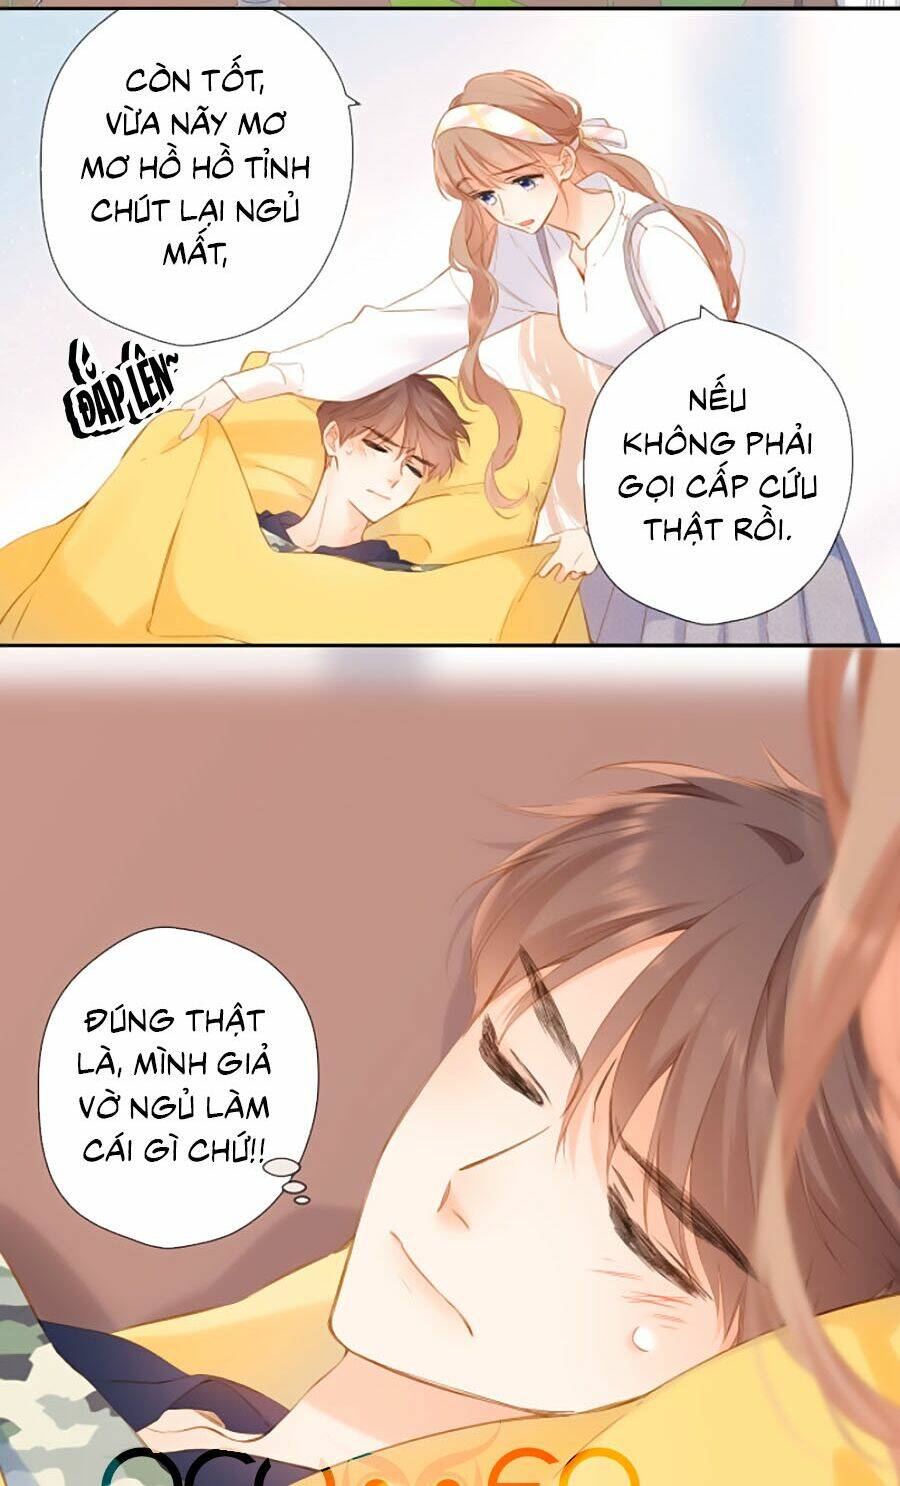 CÒN TỐT,
VỪA NÃY MƠ
MƠ HỒ HỒ TỈNH
CHÚT LẠI NGỦ
MẤT,
ĐẮP LÊN~
NẾU
KHÔNG PHẢI
GỌI CẤP CỨU
THẬT RỒI.
ĐÚNG THẬT
LÀ, MÌNH GIẢ
VỜ NGỦ LÀM
CÁI GÌ CHỨ!!